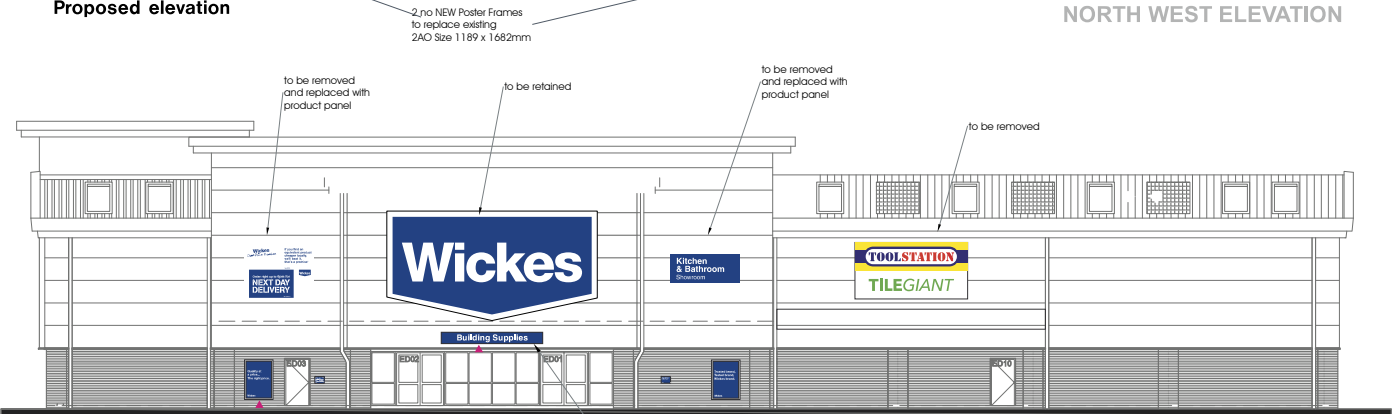 Proposed elevation
2 no NEW Poster Frames
to replace existing
2AO Size 1189 x 1682mm
NORTH WEST ELEVATION
to be removed
and replaced with
product panel
to be retained
to be removed
and replaced with
product panel
to be removed
Wickes
NEXT DAY
DELIVERY
Wickes
Kitchen
& Bathroom
Showroom
TOOLSTATION
TILEGIANT
Building Supplies
ED03
ED02
ED01
ED10